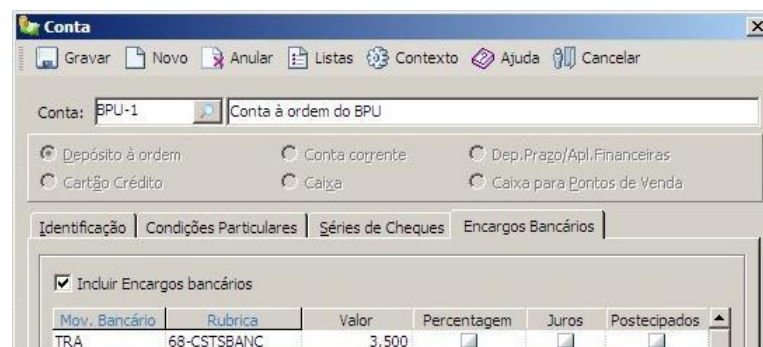 Conta
Gravar Novo Anular Listas Contexto Ajuda Cancelar
Conta: BPU-1 Conta à ordem do BPU
Depósito à ordem Conta corrente Dep.Prazo/Apl.Financeiras
Cartão Crédito Caixa Caixa para Pontos de Venda
Identificação Condições Particulares Séries de Cheques Encargos Bancários
Incluir Encargos bancários
Mov. Bancário Rubrica Valor Percentagem Juros Postecipados
TRA 68-CSTSBANC 3,500